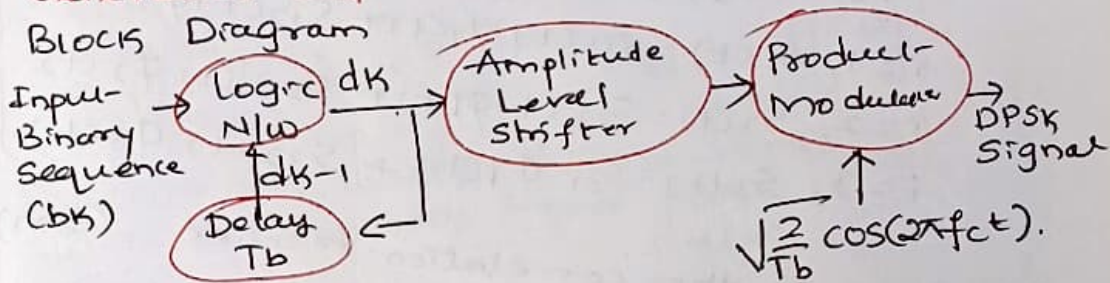 Block Diagram
Input Binary Sequence (bk)
Logic N/W
dk
Amplitude Level Shifter
Product Modulator
DPSK Signal
dk-1
Delay Tb
√2/Tb cos(2πfct).